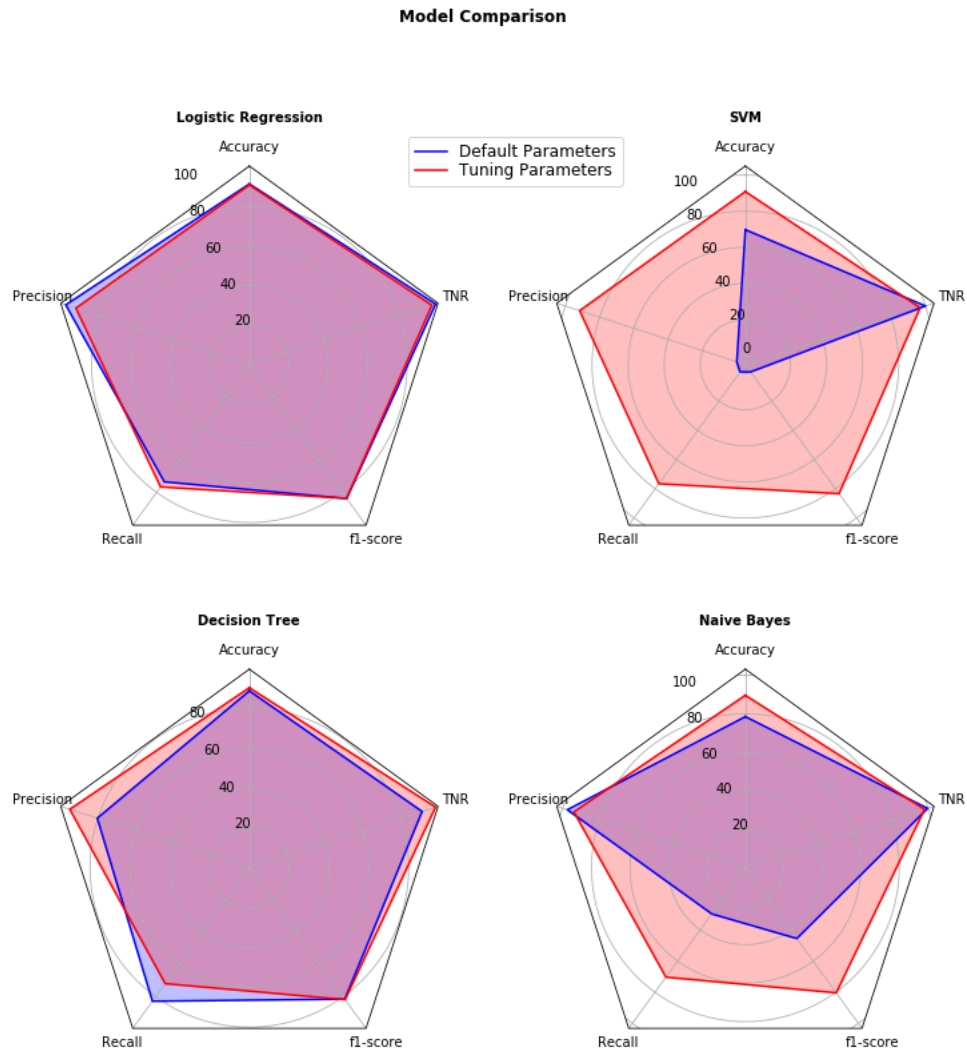 Model Comparison
Logistic Regression
Accuracy
100
80
60
40
20
Precision
TNR
Recall
f1-score
Default Parameters
Tuning Parameters
SVM
Accuracy
100
80
60
40
20
0
Precision
TNR
Recall
f1-score
Decision Tree
Accuracy
80
60
40
20
Precision
TNR
Recall
f1-score
Naive Bayes
Accuracy
100
80
60
40
20
Precision
TNR
Recall
f1-score